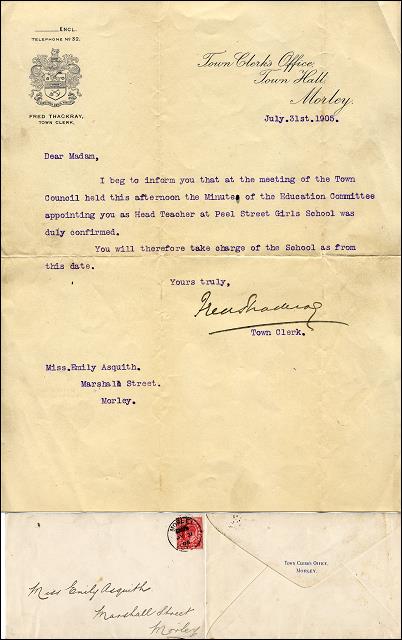 ENCL.
TELEPHONE Nº 32.
FRED THACKRAY,
TOWN CLERK.
Town Clerk's Office,
Town Hall,
Morley.
July.31st.1905.
Dear Madam,
I beg to inform you that at the meeting of the Town
Council held this afternoon the Minutes of the Education Committee
appointing you as Head Teacher at Peel Street Girls School was
duly confirmed.
You will therefore take charge of the School as from
this date.
Yours truly,
Fred Thackray
Town Clerk.
Miss.Emily Asquith.
Marshall Street.
Morley.
MORLEY
Miss Emily Asquith
Marshall Street
Morley
TOWN CLERK'S OFFICE,
MORLEY.